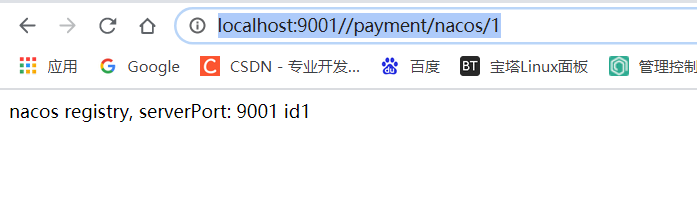 localhost:9001//payment/nacos/1
应用 Google C CSDN - 专业开发... 百度 BT 宝塔Linux面板 管理控制
nacos registry, serverPort: 9001 id1